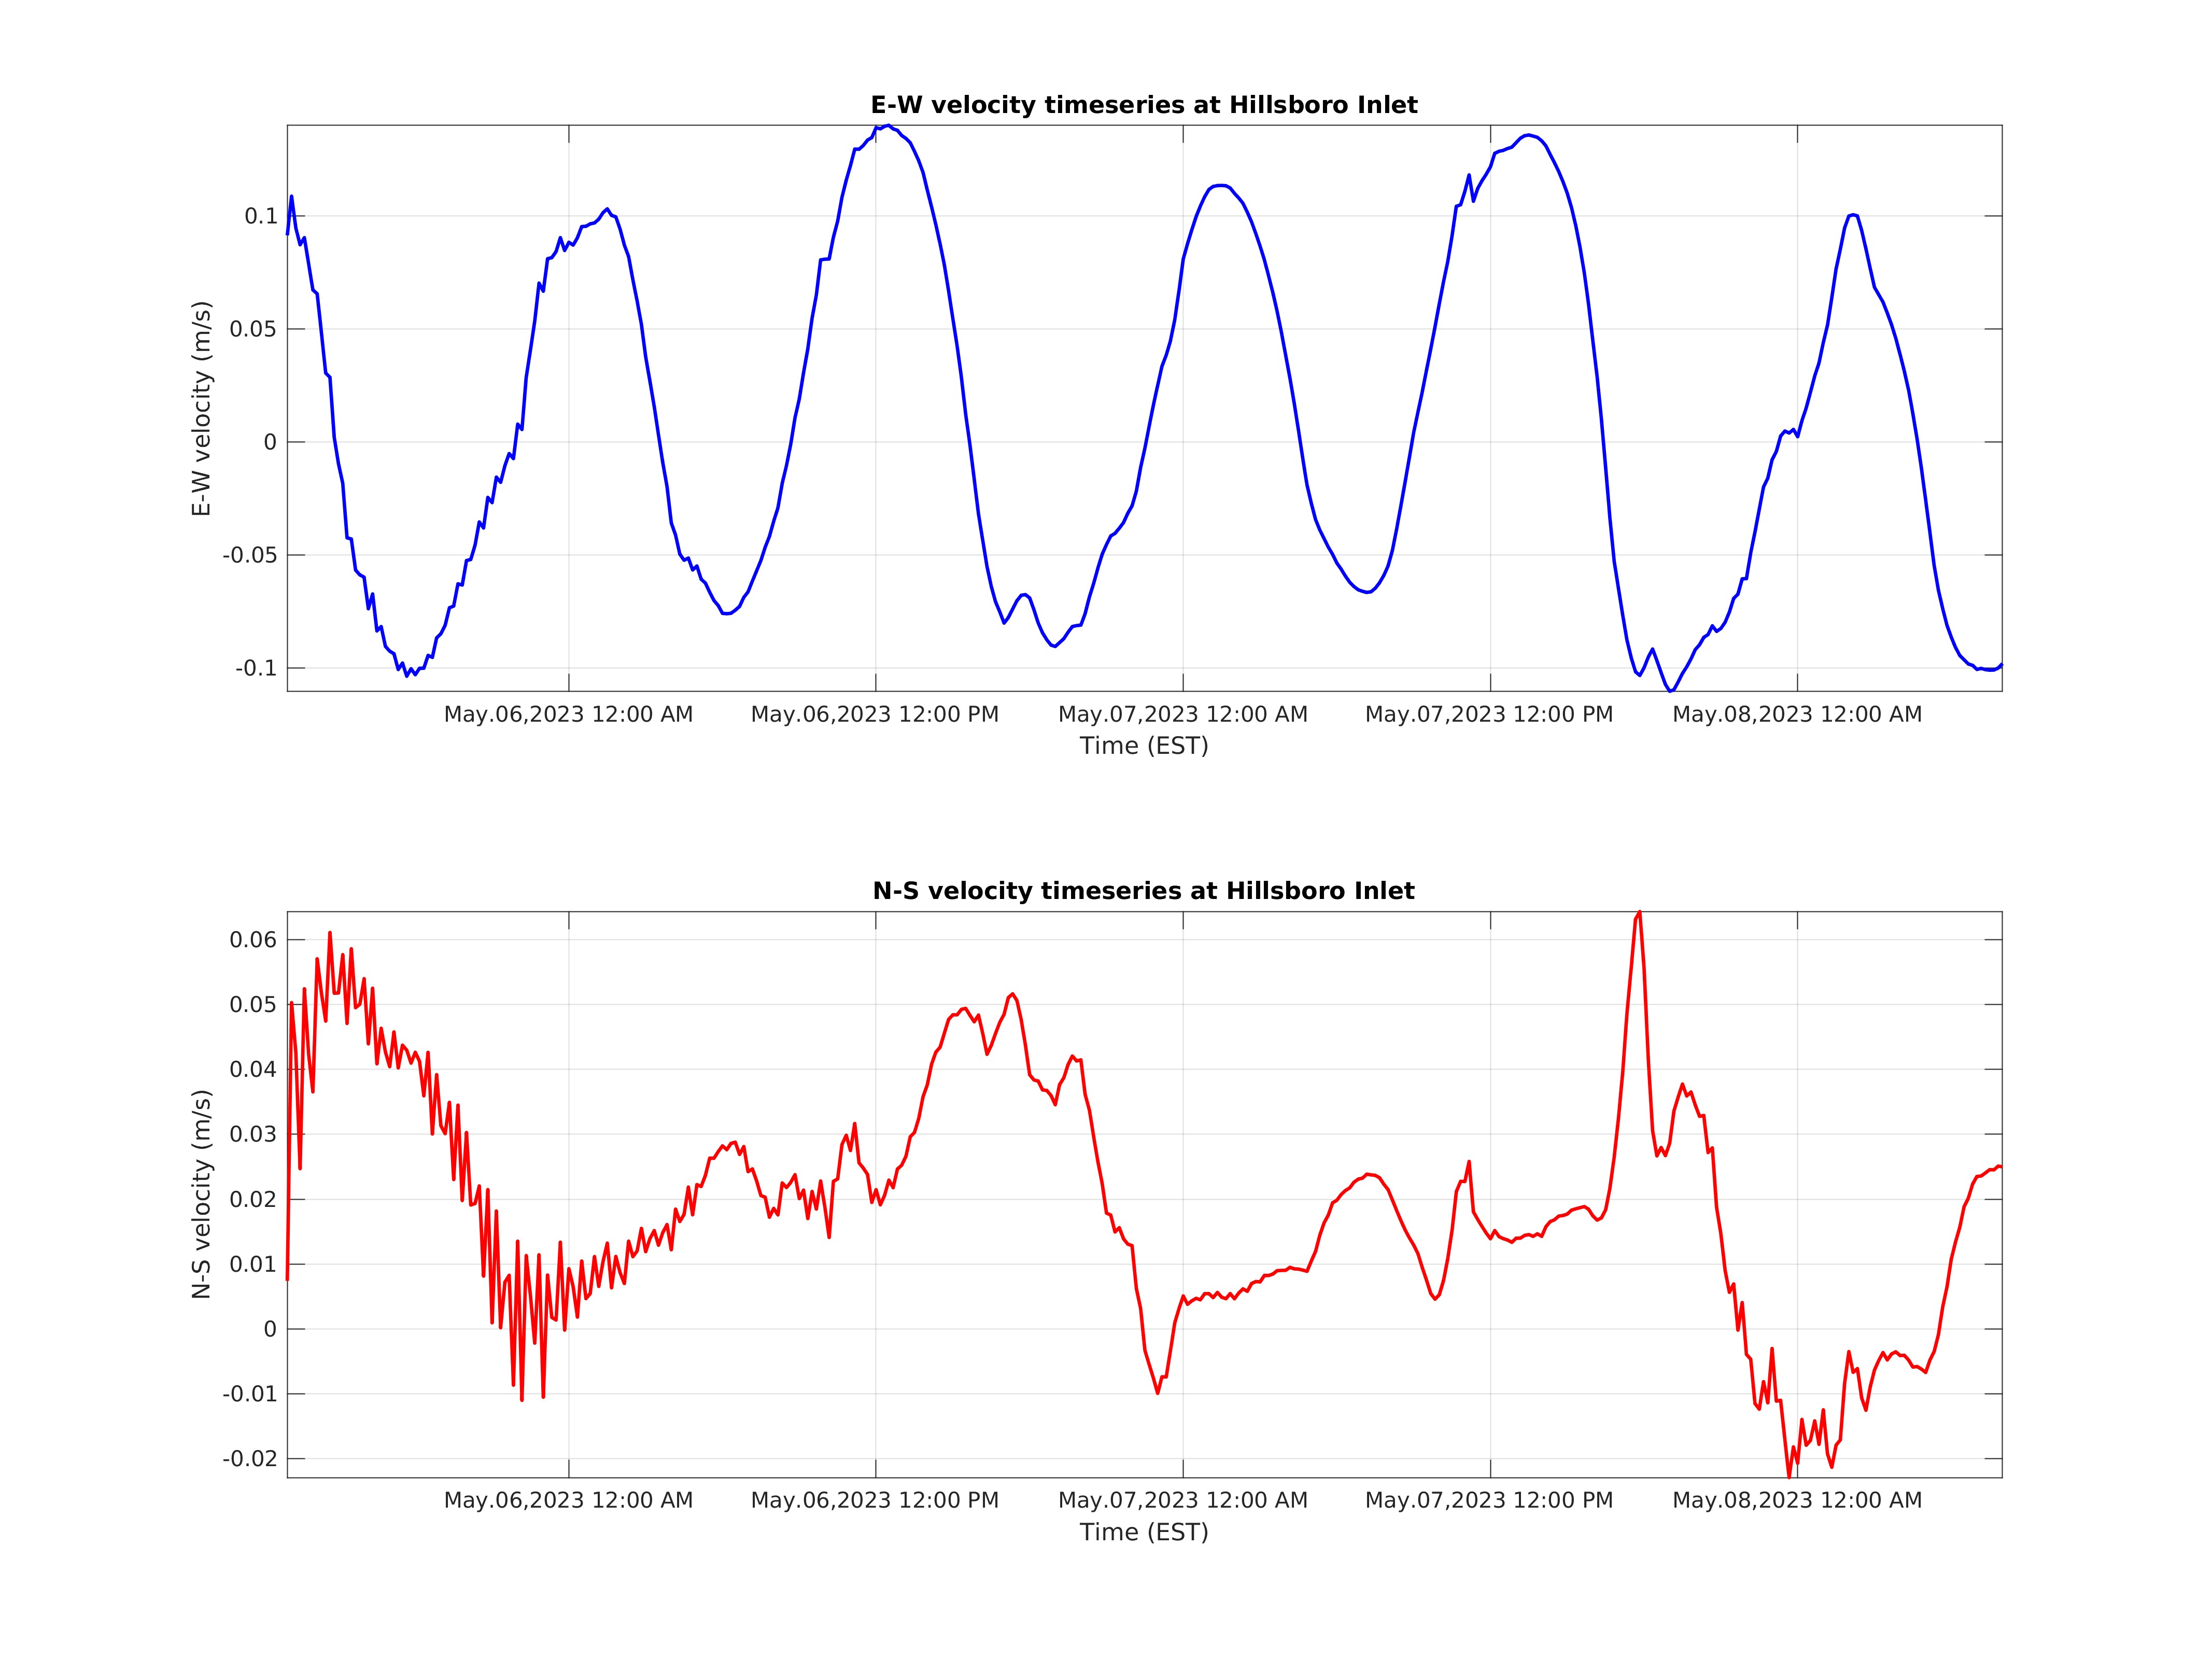 E-W velocity timeseries at Hillsboro Inlet
E-W velocity (m/s)
0.1
0.05
0
-0.05
-0.1
May.06,2023 12:00 AM May.06,2023 12:00 PM May.07,2023 12:00 AM May.07,2023 12:00 PM May.08,2023 12:00 AM
Time (EST)
N-S velocity timeseries at Hillsboro Inlet
N-S velocity (m/s)
0.06
0.05
0.04
0.03
0.02
0.01
0
-0.01
-0.02
May.06,2023 12:00 AM May.06,2023 12:00 PM May.07,2023 12:00 AM May.07,2023 12:00 PM May.08,2023 12:00 AM
Time (EST)